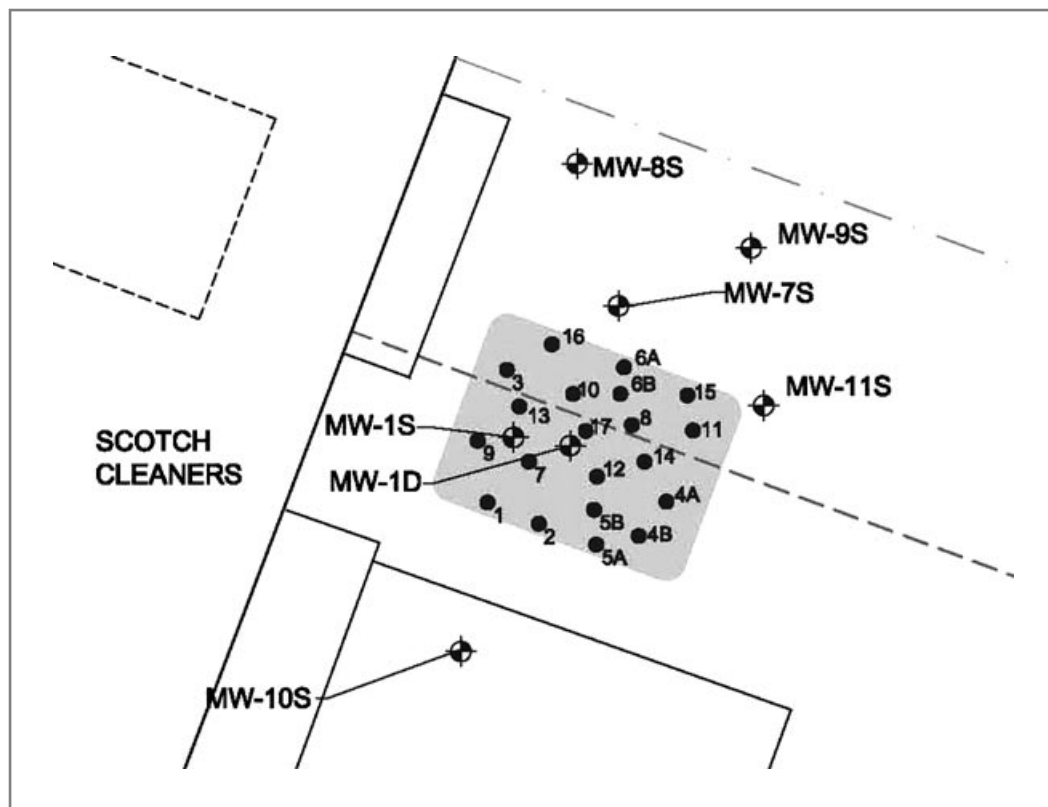 MW-8S
MW-9S
MW-7S
16
6A
3
10
6B
15
MW-11S
13
MW-1S
17
8
11
SCOTCH
CLEANERS
9
MW-1D
7
12
14
1
2
5B
4A
4B
5A
MW-10S